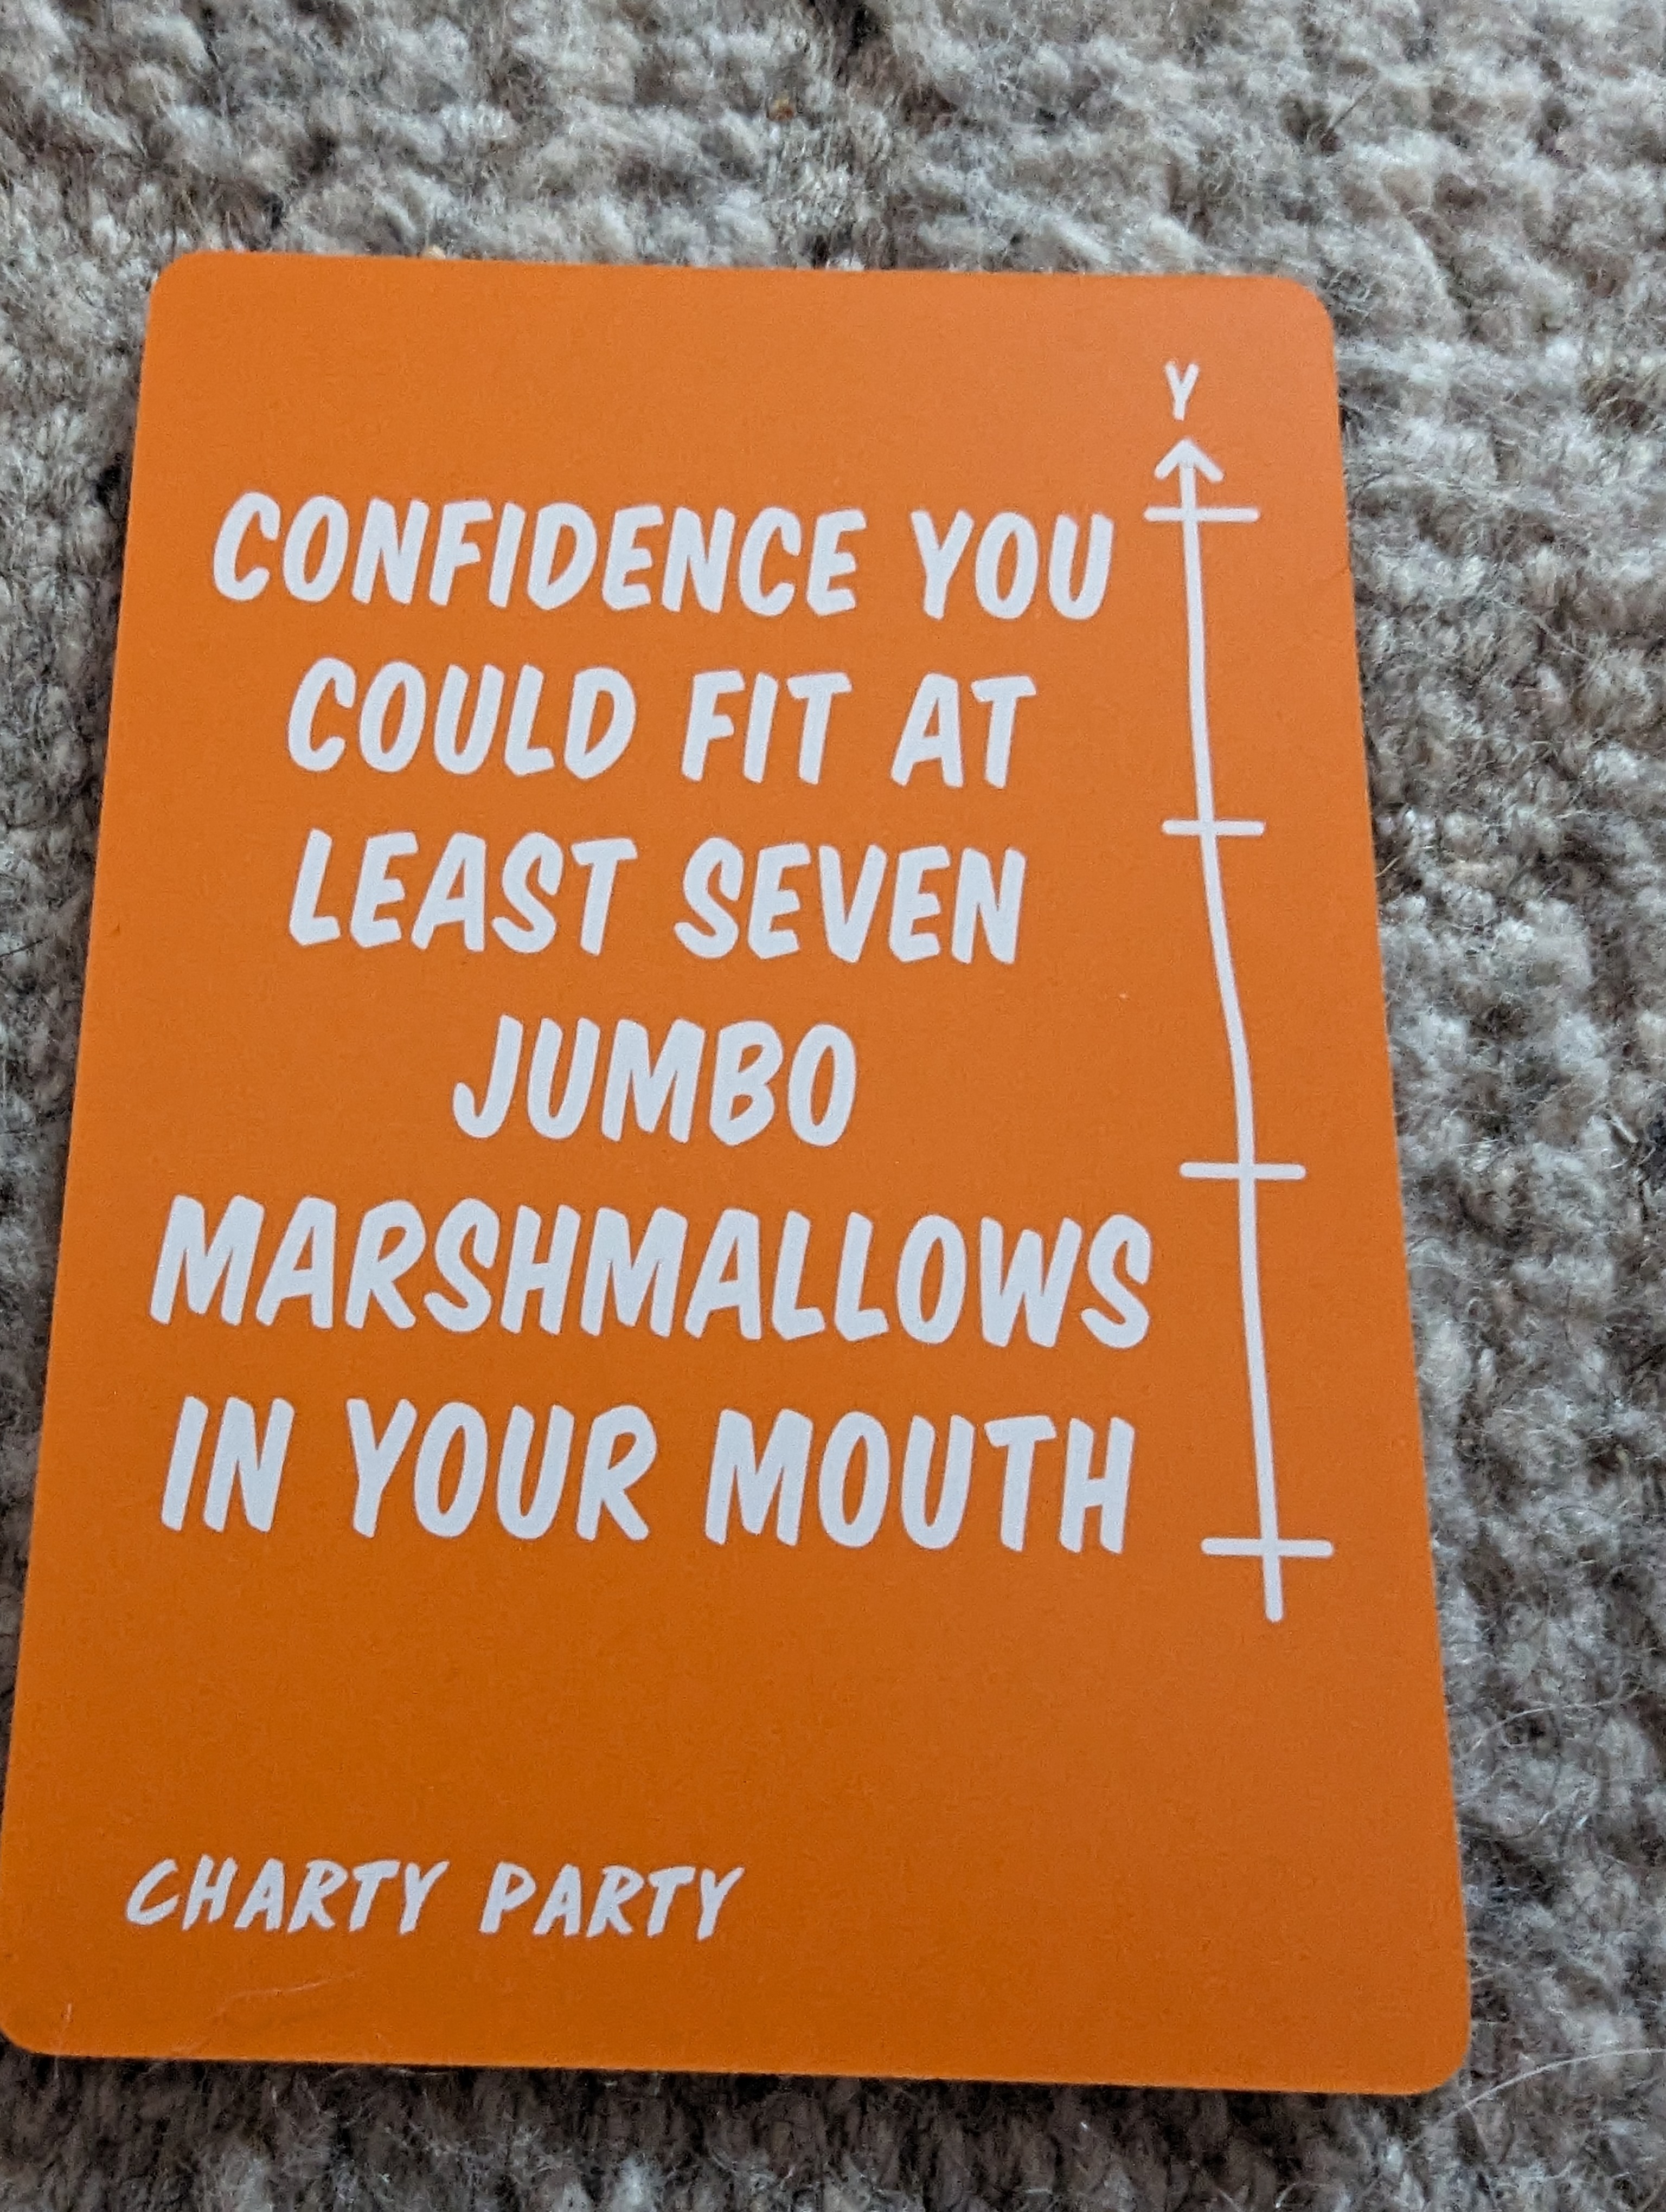 Y
CONFIDENCE YOU
COULD FIT AT
LEAST SEVEN
JUMBO
MARSHMALLOWS
IN YOUR MOUTH
CHARTY PARTY